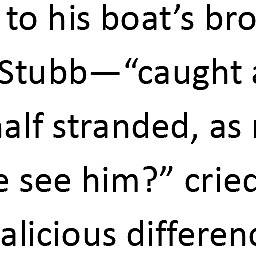 to his boat’s bro
Stubb—“caught a
half stranded, as
e see him?” cried
alicious differenc